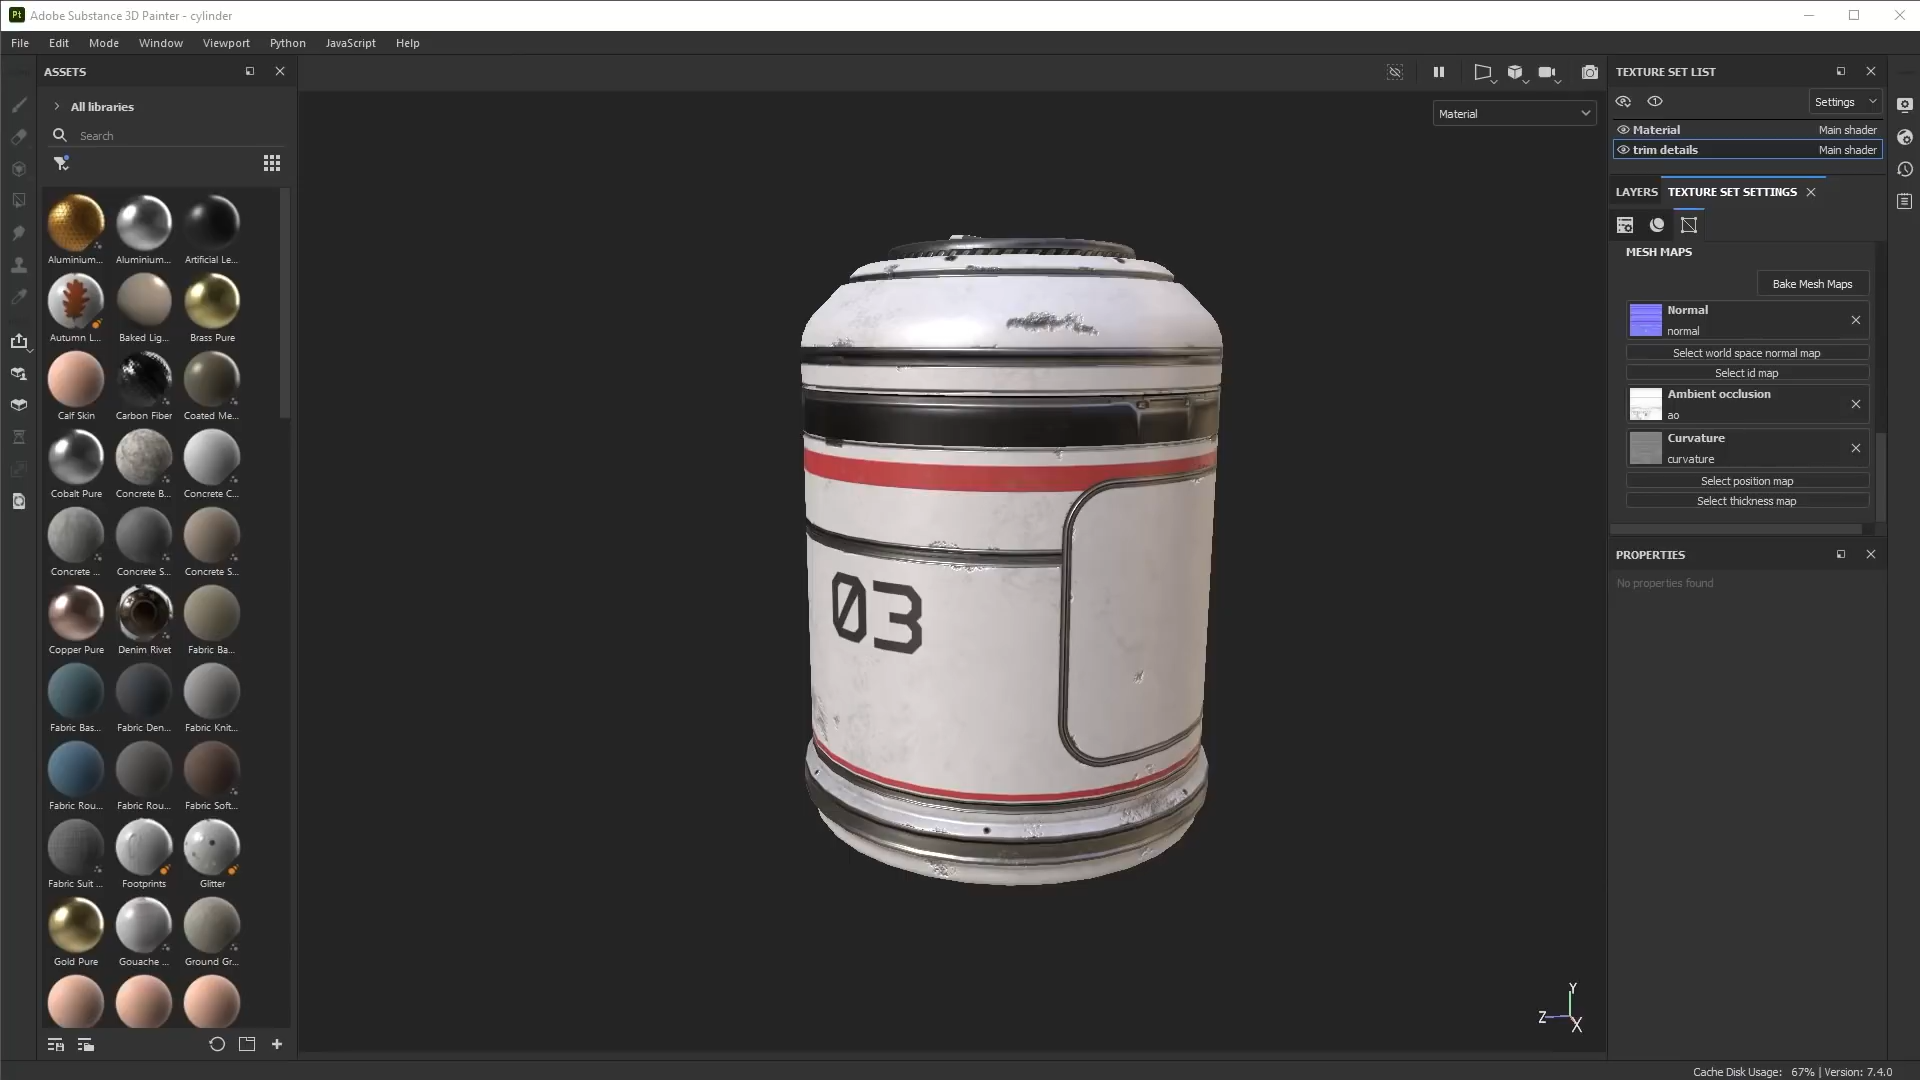 Pt Adobe Substance 3D Painter - cylinder
File Edit Mode Window Viewport Python JavaScript Help
ASSETS
All libraries
Search
Aluminium... Aluminium... Artificial Le...
Autumn L... Baked Lig... Brass Pure
Calf Skin Carbon Fiber Coated Me...
Cobalt Pure Concrete B... Concrete C...
Concrete ... Concrete S... Concrete S...
Copper Pure Denim Rivet Fabric Ba...
Fabric Bas... Fabric Den... Fabric Knit...
Fabric Rou... Fabric Rou... Fabric Soft...
Fabric Suit ... Footprints Glitter
Gold Pure Gouache ... Ground Gr...
Material
03
Y
Z
X
TEXTURE SET LIST
Settings
Material Main shader
trim details Main shader
LAYERS TEXTURE SET SETTINGS
MESH MAPS
Bake Mesh Maps
Normal
normal
Select world space normal map
Select id map
Ambient occlusion
ao
Curvature
curvature
Select position map
Select thickness map
PROPERTIES
No properties found
Cache Disk Usage: 67% | Version: 7.4.0